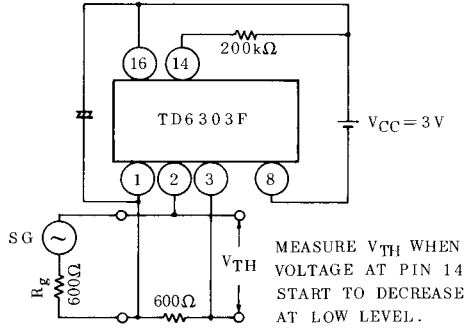 16 14
200kΩ
TD6303F
VCC=3V
1 2 3 8
SG
~
Rg
600Ω
VTH
600Ω
MEASURE VTH WHEN
VOLTAGE AT PIN 14
START TO DECREASE
AT LOW LEVEL.